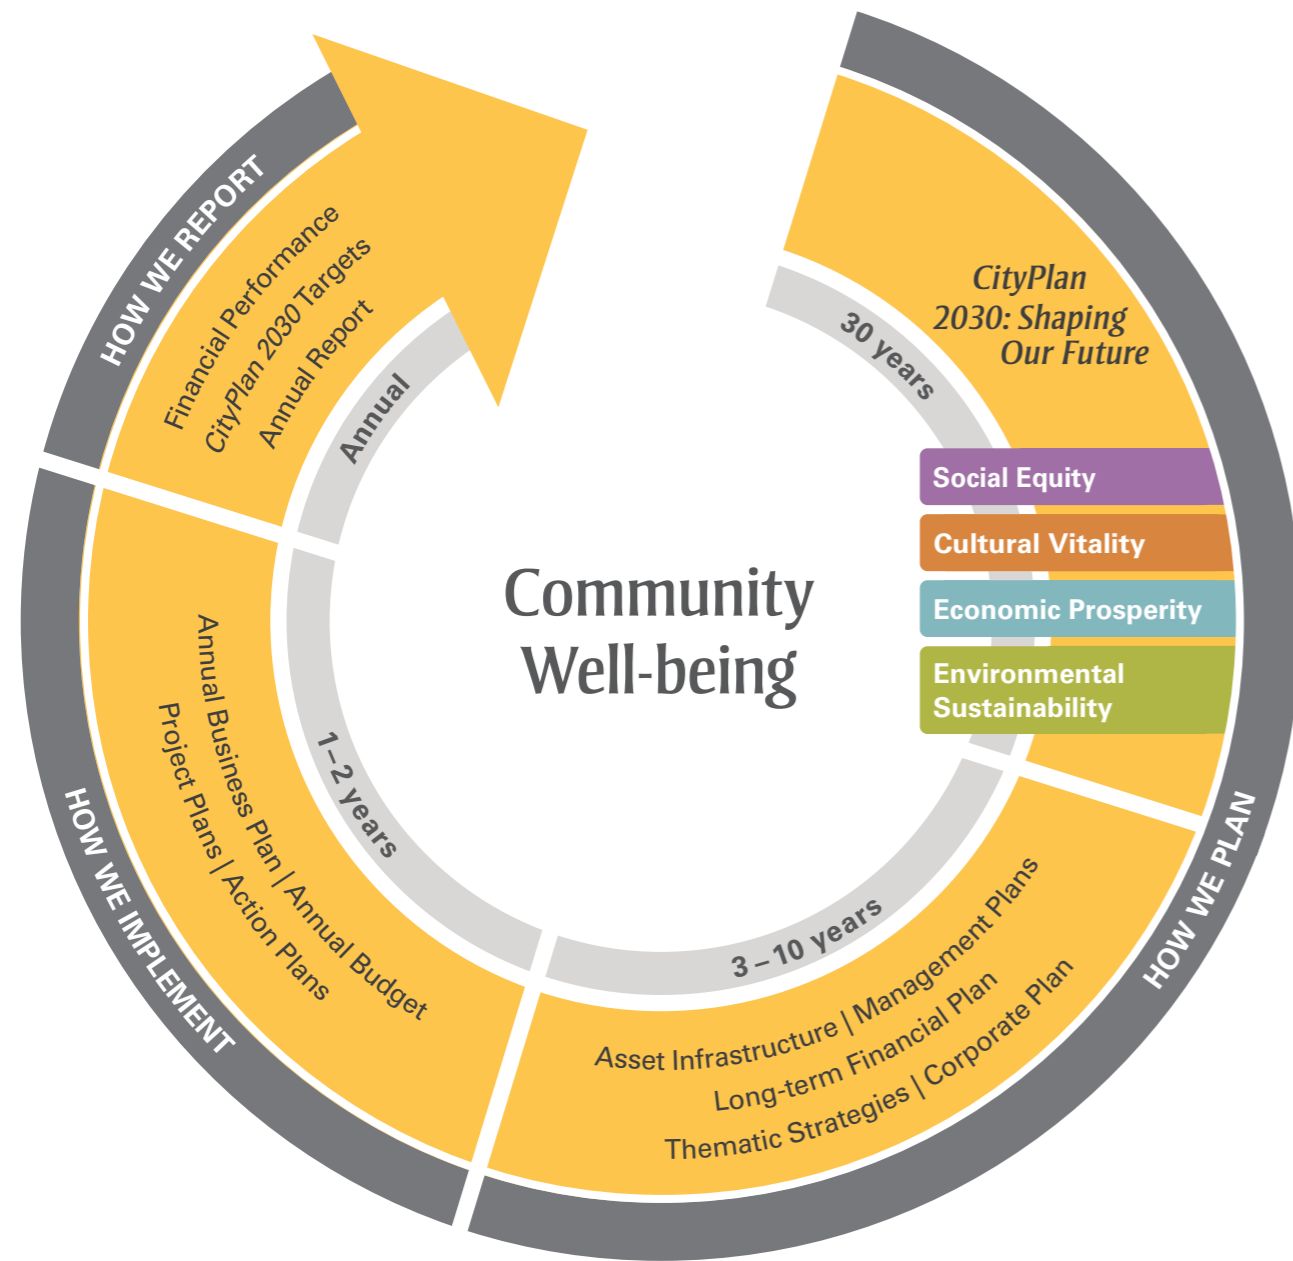 CityPlan
2030: Shaping
Our Future
30 years
Social Equity
Cultural Vitality
Economic Prosperity
Environmental
Sustainability
HOW WE PLAN
3 – 10 years
Asset Infrastructure | Management Plans
Long-term Financial Plan
Thematic Strategies | Corporate Plan
HOW WE IMPLEMENT
1–2 years
Annual Business Plan | Annual Budget
Project Plans | Action Plans
HOW WE REPORT
Annual
Financial Performance
CityPlan 2030 Targets
Annual Report
Community
Well-being